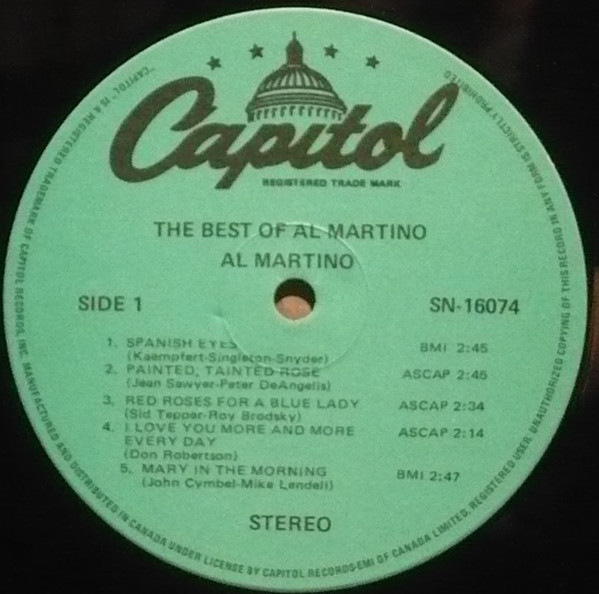 Capitol
REGISTERED TRADE MARK
THE BEST OF AL MARTINO
AL MARTINO
SIDE 1
SN-16074
1. SPANISH EYES BMI 2:45
(Kaempfert-Singleton-Snyder)
2. PAINTED, TAINTED ROSE ASCAP 2:45
(Jean Sawyer-Peter DeAngelis)
3. RED ROSES FOR A BLUE LADY ASCAP 2:34
(Sid Tepper-Roy Brodsky)
4. I LOVE YOU MORE AND MORE ASCAP 2:14
EVERY DAY
(Don Robertson)
5. MARY IN THE MORNING BMI 2:47
(John Cymbel-Mike Lendell)
STEREO
"CAPITOL" IS A REGISTERED TRADEMARK OF CAPITOL RECORDS, INC. MANUFACTURED AND DISTRIBUTED IN CANADA UNDER LICENSE BY CAPITOL RECORDS-EMI OF CANADA LIMITED, REGISTERED USER. UNAUTHORIZED COPYING OF THIS RECORD IN ANY FORM IS STRICTLY PROHIBITED